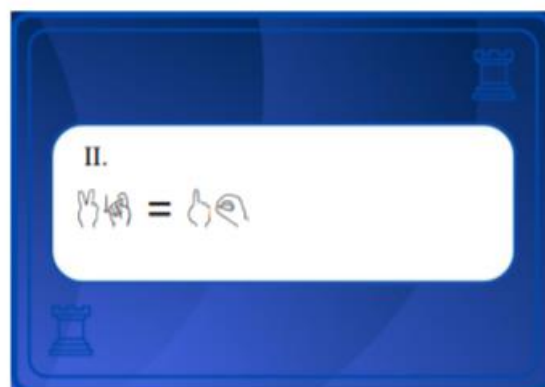 II.
=